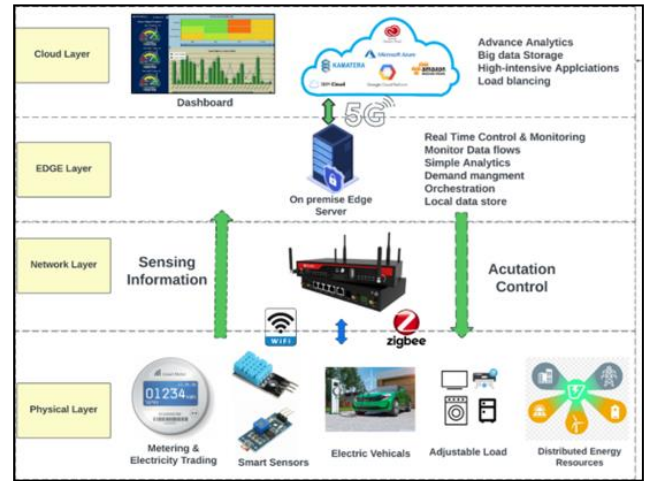 Cloud Layer
Dashboard
KAMATERA
Microsoft Azure
Cloud
Google Cloud Platform
amazon
Advance Analytics
Big data Storage
High-intensive Applciations
Load blancing
5G
EDGE Layer
On premise Edge
Server
Real Time Control & Monitoring
Monitor Data flows
Simple Analytics
Demand mangment
Orchestration
Local data store
Network Layer
Sensing
Information
Acutation
Control
WiFi
zigbee
Physical Layer
01234
Metering &
Electricity Trading
Smart Sensors
Electric Vehicals
Adjustable Load
Distributed Energy
Resources